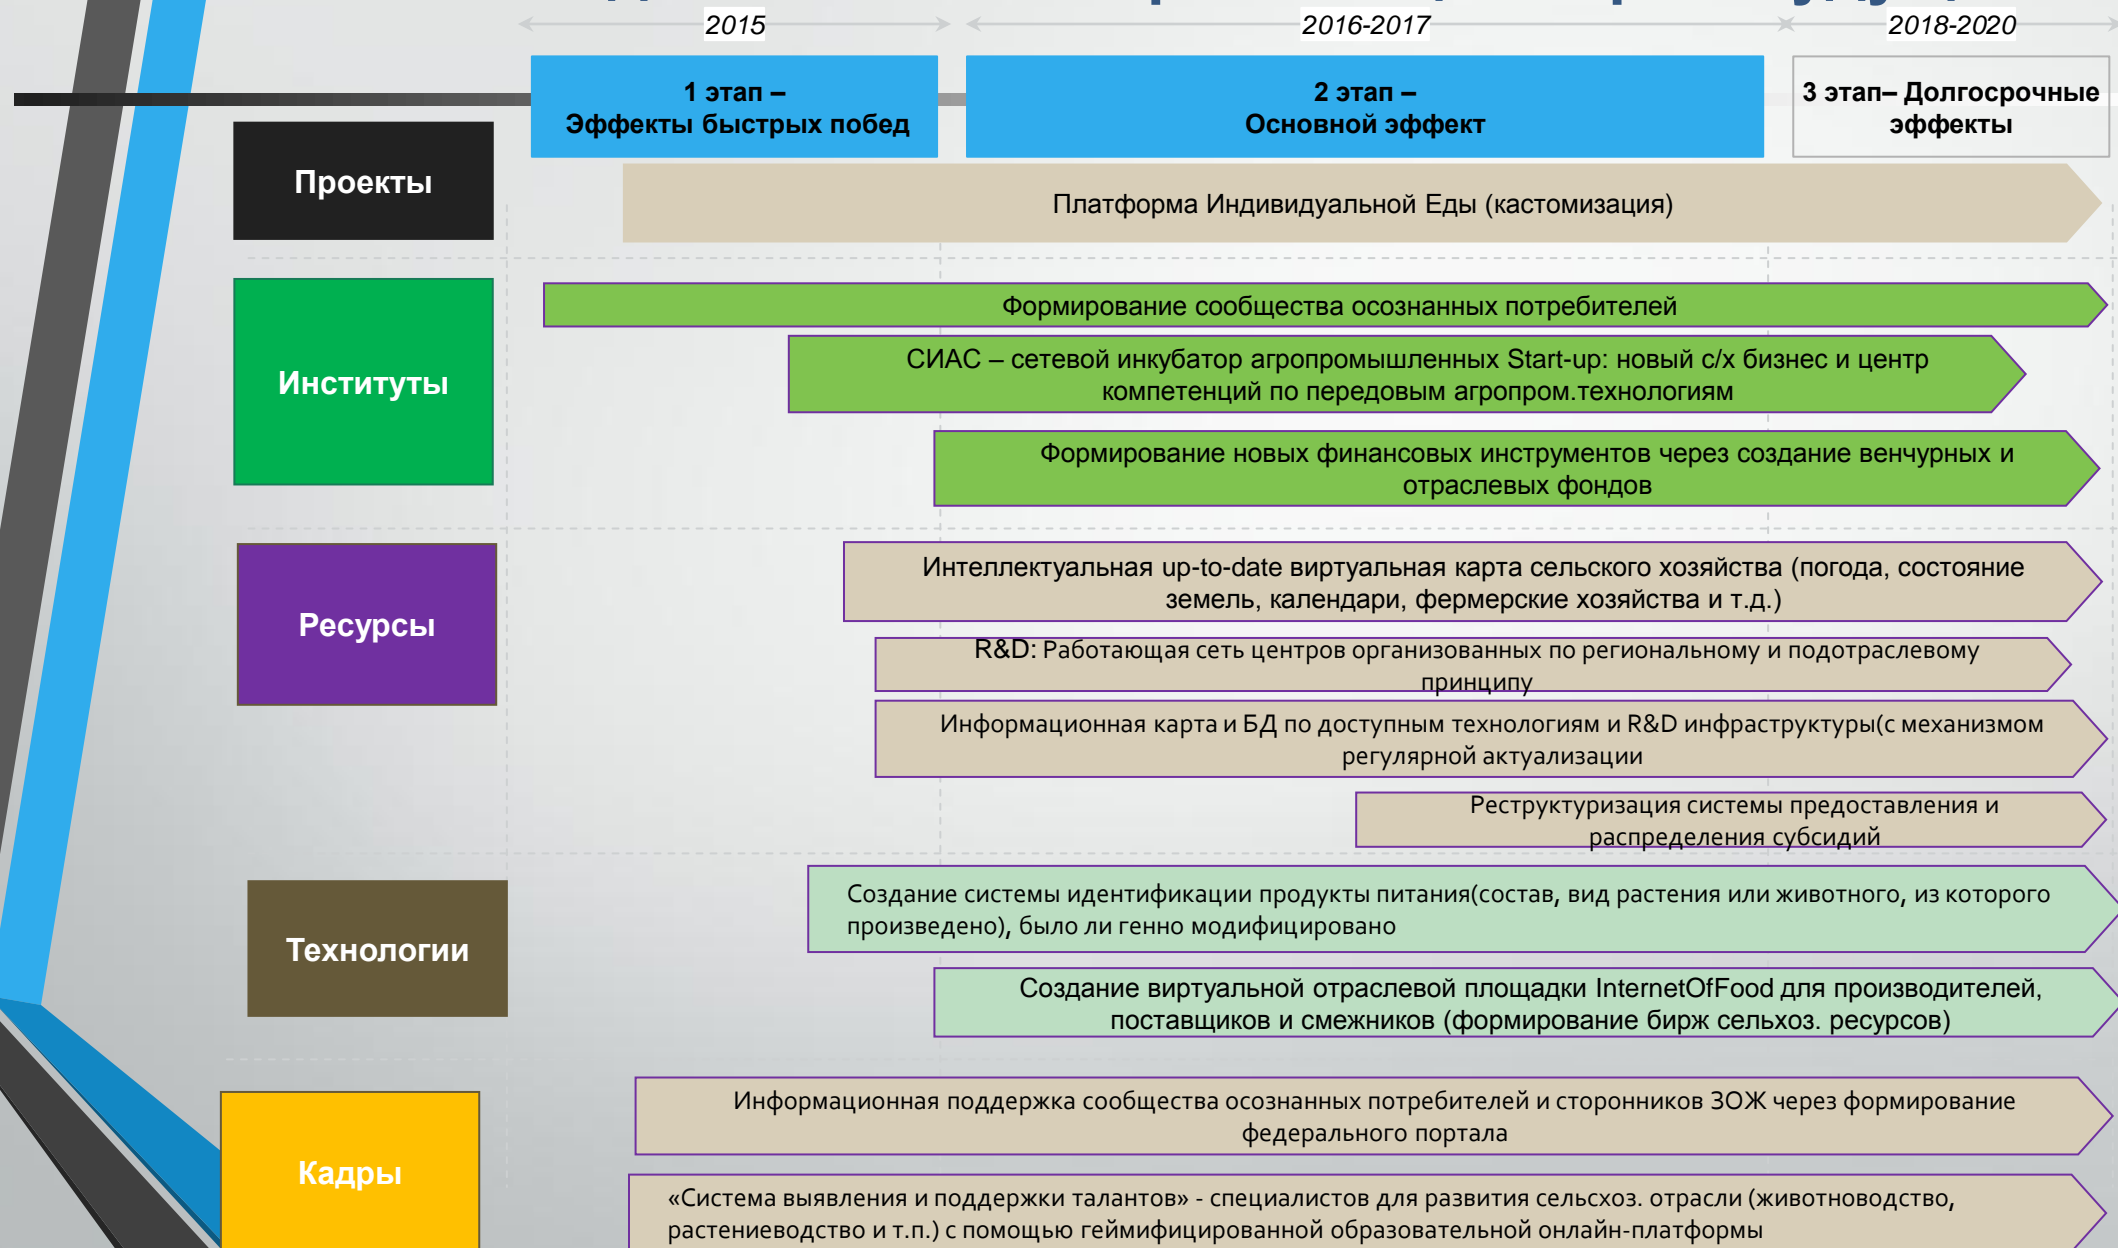 2015
2016-2017
2018-2020
1 этап –
Эффекты быстрых побед
2 этап –
Основной эффект
3 этап– Долгосрочные
эффекты
Проекты
Платформа Индивидуальной Еды (кастомизация)
Институты
Формирование сообщества осознанных потребителей
СИАС – сетевой инкубатор агропромышленных Start-up: новый с/х бизнес и центр
компетенций по передовым агропром.технологиям
Формирование новых финансовых инструментов через создание венчурных и
отраслевых фондов
Ресурсы
Интеллектуальная up-to-date виртуальная карта сельского хозяйства (погода, состояние
земель, календари, фермерские хозяйства и т.д.)
R&D: Работающая сеть центров организованных по региональному и подотраслевому
принципу
Информационная карта и БД по доступным технологиям и R&D инфраструктуры(с механизмом
регулярной актуализации
Реструктуризация системы предоставления и
распределения субсидий
Технологии
Создание системы идентификации продукты питания(состав, вид растения или животного, из которого
произведено), было ли генно модифицировано
Создание виртуальной отраслевой площадки InternetOfFood для производителей,
поставщиков и смежников (формирование бирж сельхоз. ресурсов)
Кадры
Информационная поддержка сообщества осознанных потребителей и сторонников ЗОЖ через формирование
федерального портала
«Система выявления и поддержки талантов» - специалистов для развития сельсхоз. отрасли (животноводство,
растениеводство и т.п.) с помощью геймифицированной образовательной онлайн-платформы